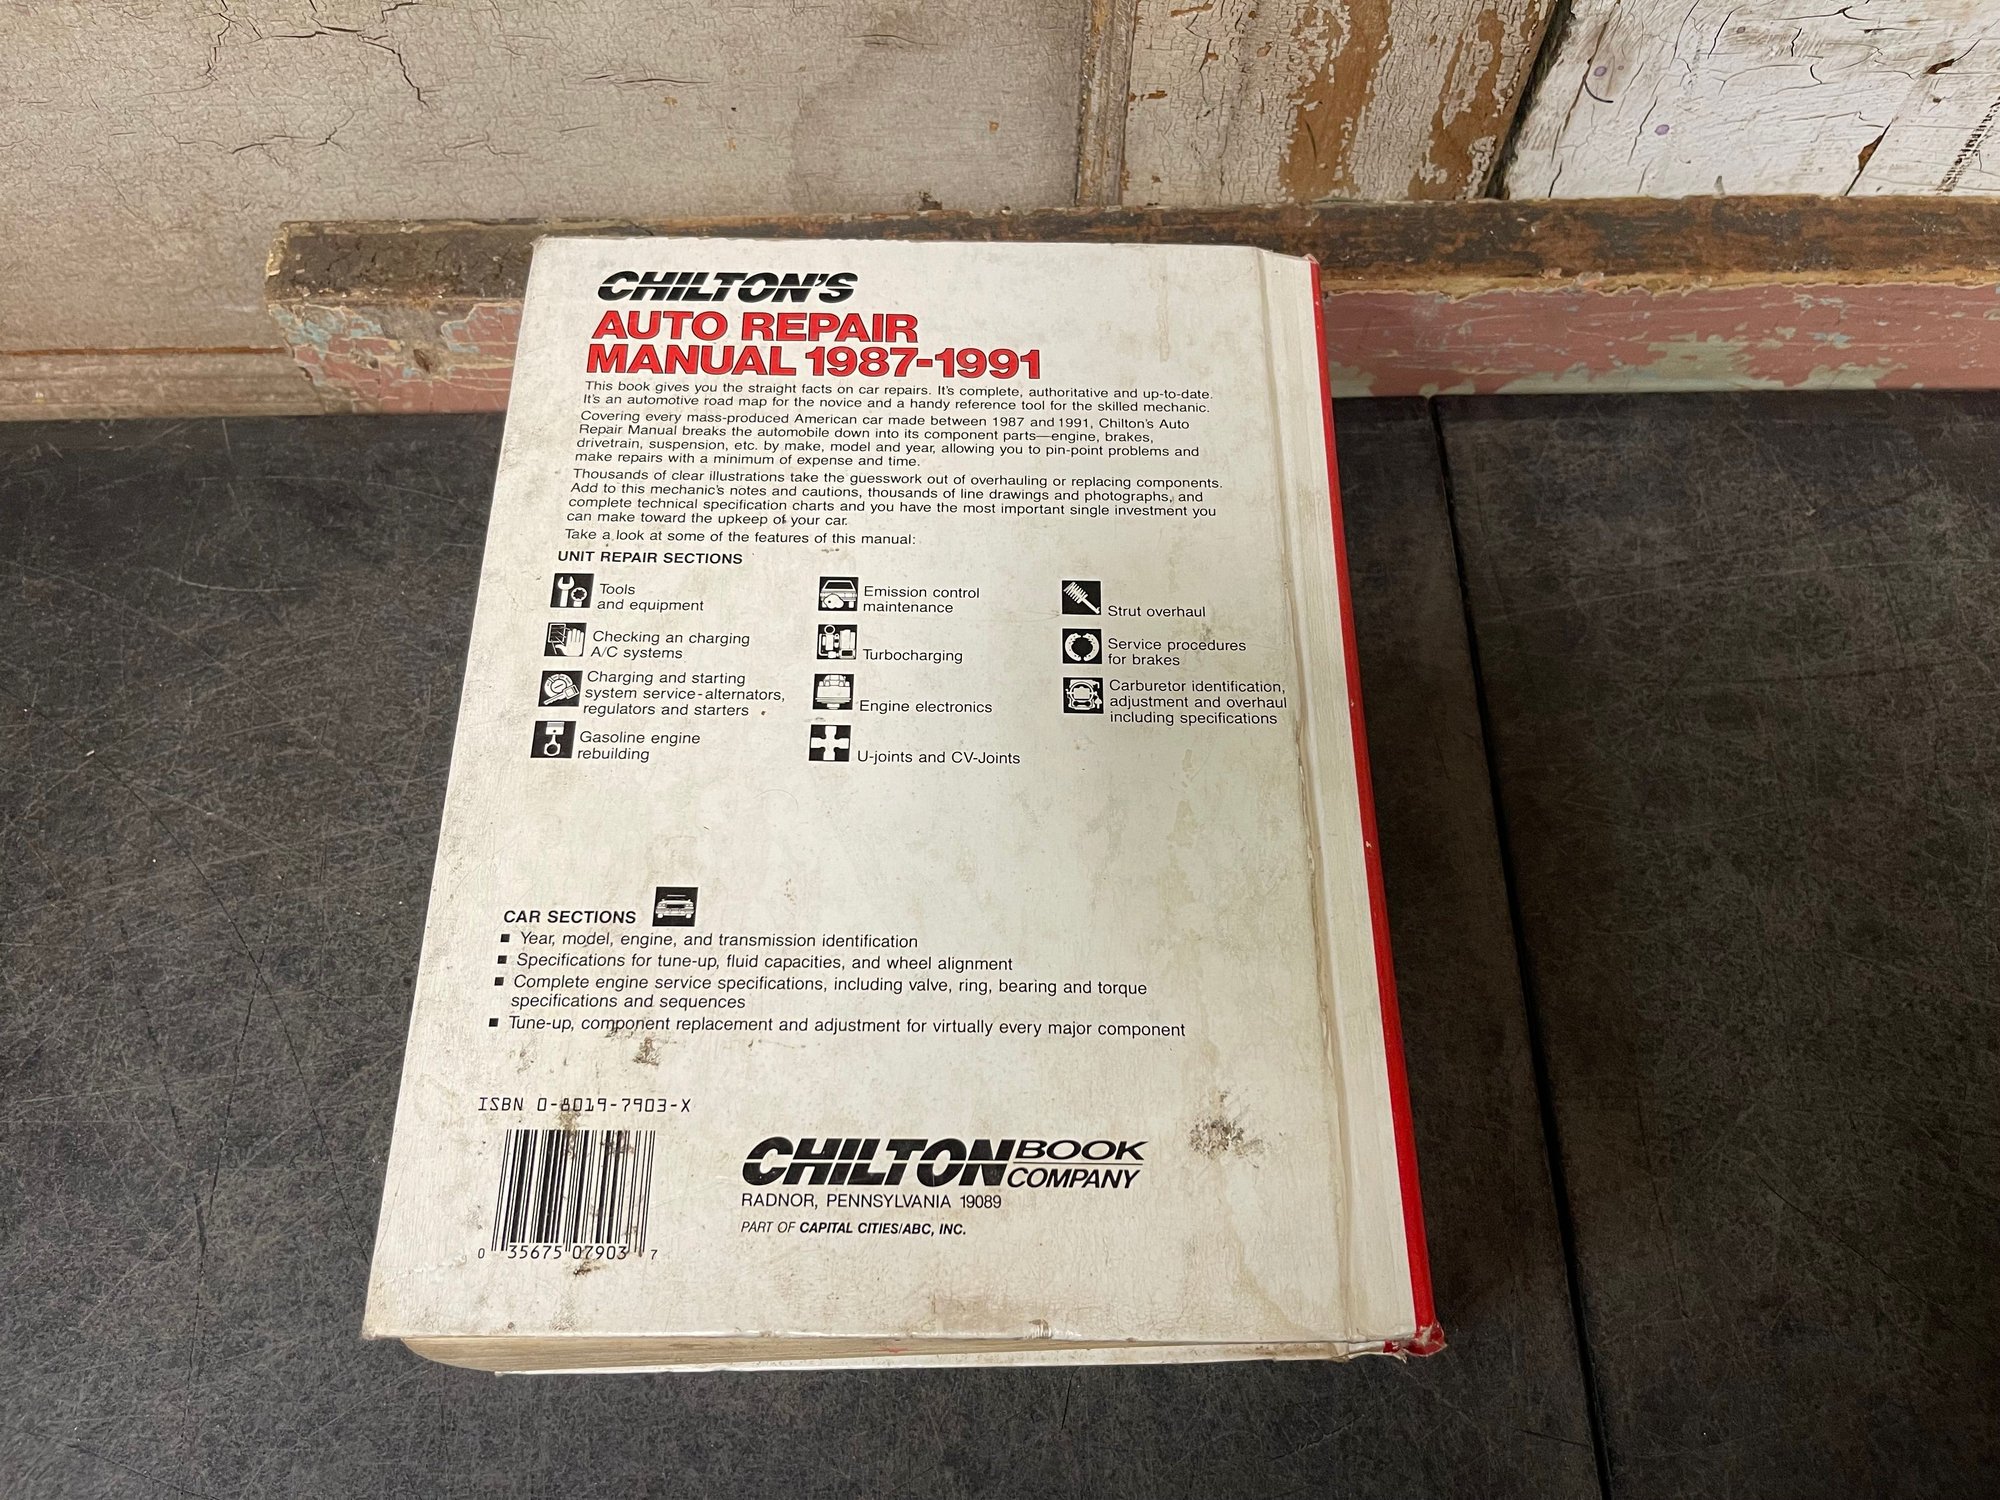 CHILTON'S
AUTO REPAIR
MANUAL 1987-1991
This book gives you the straight facts on car repairs. It's complete, authoritative and up-to-date.
It's an automotive road map for the novice and a handy reference tool for the skilled mechanic.
Covering every mass-produced American car made between 1987 and 1991, Chilton's Auto
Repair Manual breaks the automobile down into its component parts—engine, brakes,
drivetrain, suspension, etc. by make, model and year, allowing you to pin-point problems and
make repairs with a minimum of expense and time.
Thousands of clear illustrations take the guesswork out of overhauling or replacing components.
Add to this mechanic's notes and cautions, thousands of line drawings and photographs, and
complete technical specification charts and you have the most important single investment you
can make toward the upkeep of your car.
Take a look at some of the features of this manual:
UNIT REPAIR SECTIONS
Tools
and equipment
Checking an charging
A/C systems
Charging and starting
system service-alternators,
regulators and starters
Gasoline engine
rebuilding
Emission control
maintenance
Turbocharging
Engine electronics
U-joints and CV-Joints
Strut overhaul
Service procedures
for brakes
Carburetor identification,
adjustment and overhaul
including specifications
CAR SECTIONS
■ Year, model, engine, and transmission identification
■ Specifications for tune-up, fluid capacities, and wheel alignment
■ Complete engine service specifications, including valve, ring, bearing and torque
specifications and sequences
■ Tune-up, component replacement and adjustment for virtually every major component
ISBN 0-8019-7903-X
0 35675 07903 7
CHILTON BOOK COMPANY
RADNOR, PENNSYLVANIA 19089
PART OF CAPITAL CITIES/ABC, INC.